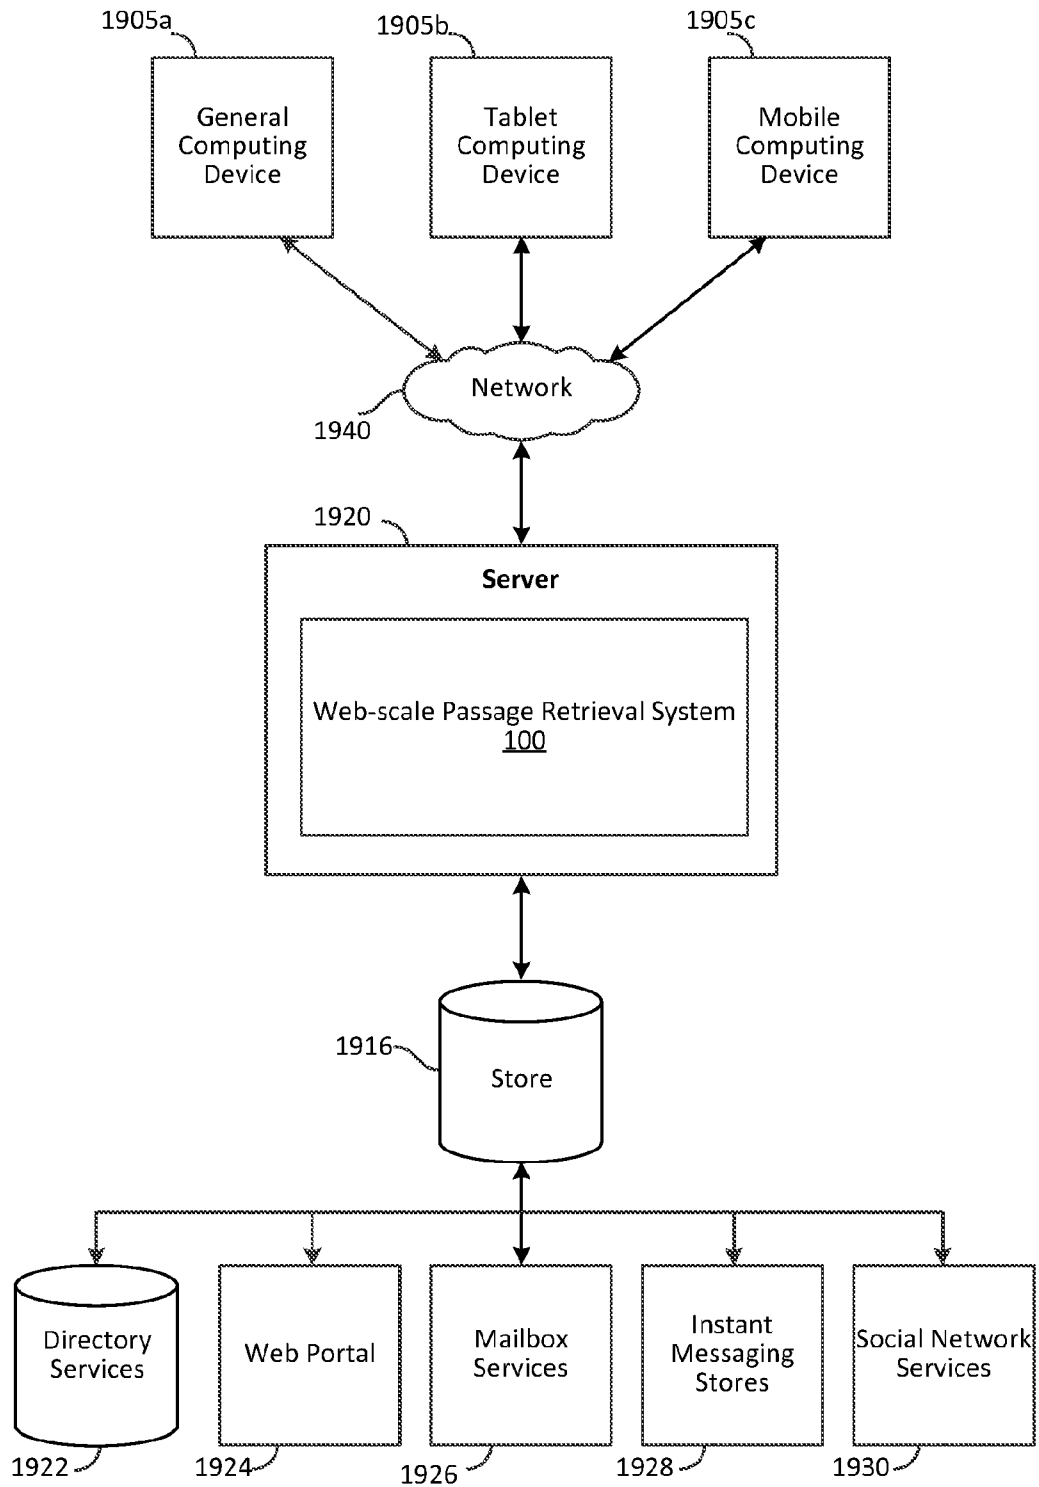 1905a
1905b
1905c
General
Computing
Device
Tablet
Computing
Device
Mobile
Computing
Device
Network
1940
1920
Server
Web-scale Passage Retrieval System
100
1916
Store
Directory
Services
Web Portal
Mailbox
Services
Instant
Messaging
Stores
Social Network
Services
1922
1924
1926
1928
1930